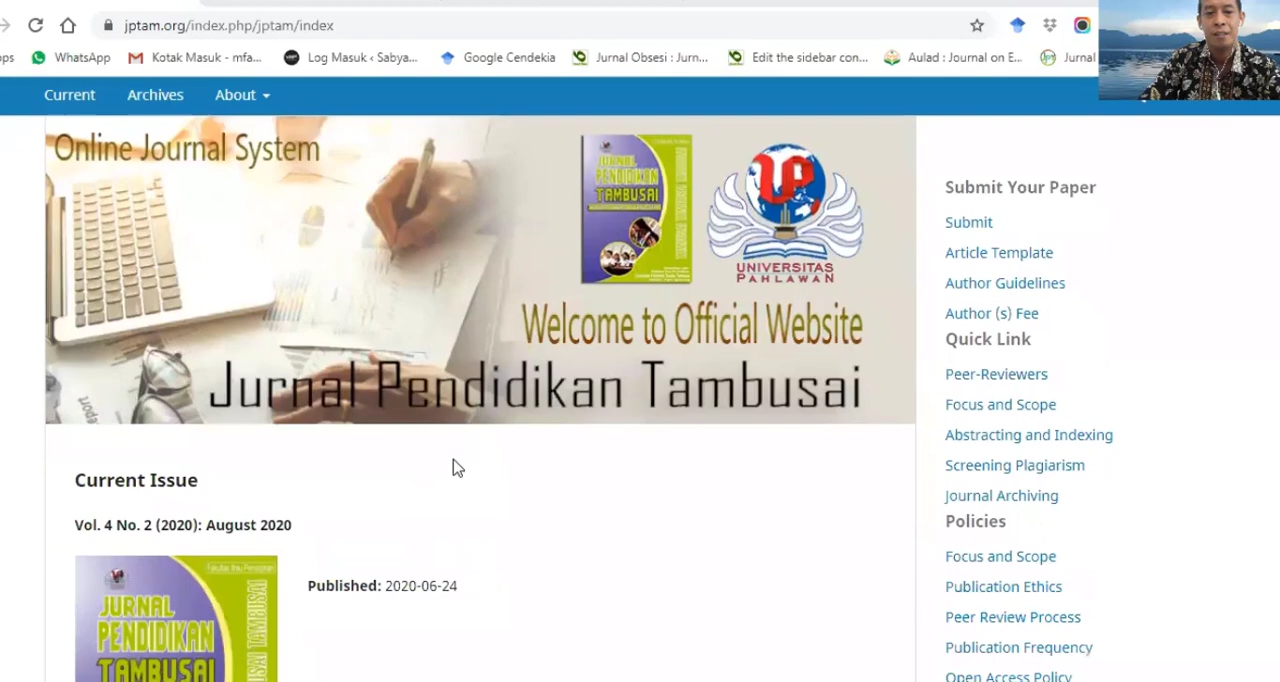 jptam.org/index.php/jptam/index
WhatsApp
Kotak Masuk - mfa...
Log Masuk ‹ Sabya...
Google Cendekia
Jurnal Obsesi : Jurn...
Edit the sidebar con...
Aulad : Journal on E...
Jurnal
Current
Archives
About
Online Journal System
JURNAL
PENDIDIKAN
TAMBUSAI
UNIVERSITAS
PAHLAWAN
Welcome to Official Website
Jurnal Pendidikan Tambusai
Current Issue
Vol. 4 No. 2 (2020): August 2020
Published: 2020-06-24
JURNAL
PENDIDIKAN
TAMBUSAI
Submit Your Paper
Submit
Article Template
Author Guidelines
Author (s) Fee
Quick Link
Peer-Reviewers
Focus and Scope
Abstracting and Indexing
Screening Plagiarism
Journal Archiving
Policies
Focus and Scope
Publication Ethics
Peer Review Process
Publication Frequency
Open Access Policy